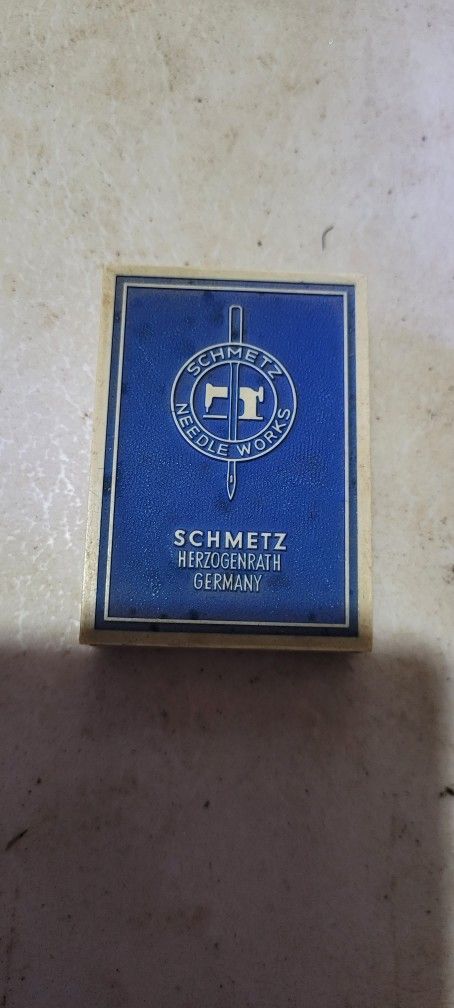 SCHMETZ
NEEDLE WORKS
SCHMETZ
HERZOGENRATH
GERMANY